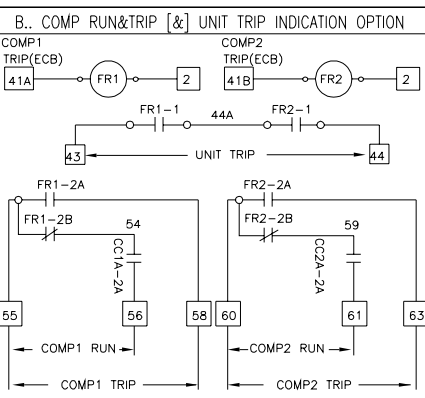 B.. COMP RUN&TRIP [&] UNIT TRIP INDICATION OPTION
COMP1
TRIP(ECB)
41A
FR1
2
COMP2
TRIP(ECB)
41B
FR2
2
FR1-1
44A
FR2-1
43
UNIT TRIP
44
FR1-2A
FR1-2B
54
CC1A-2A
55
56
58
COMP1 RUN
COMP1 TRIP
FR2-2A
FR2-2B
59
CC2A-2A
60
61
63
COMP2 RUN
COMP2 TRIP